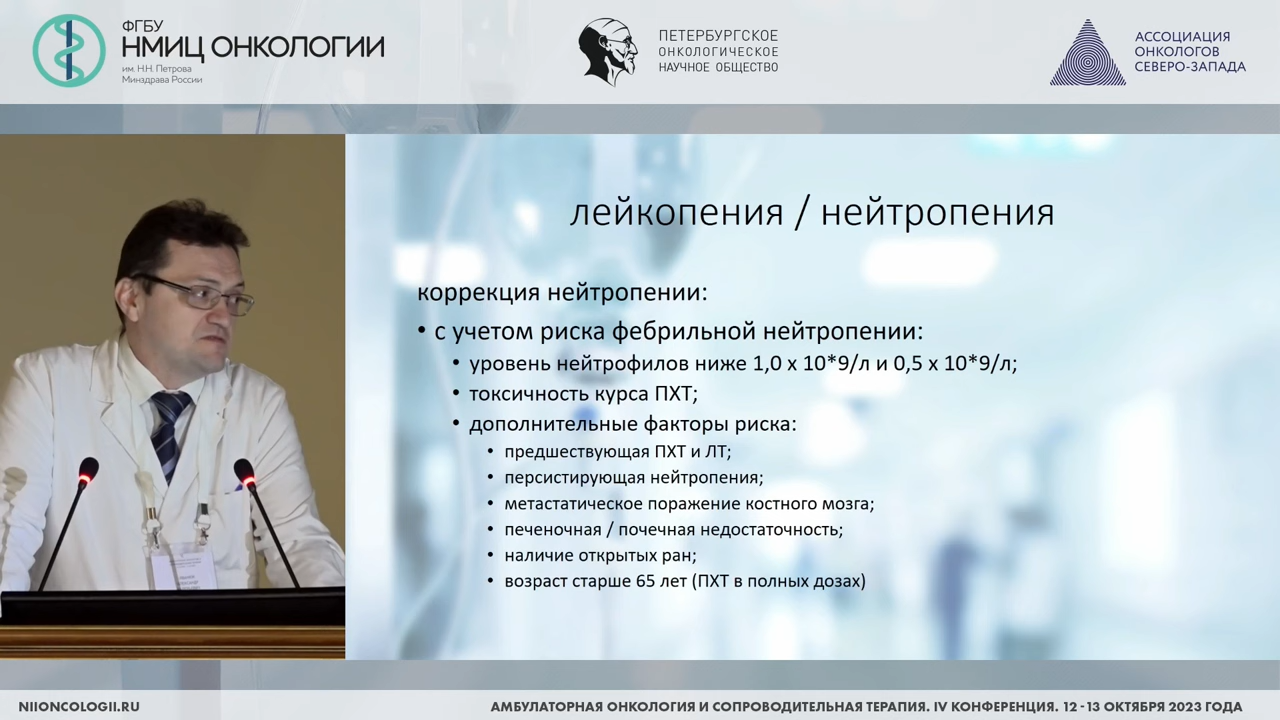 ФГБУ
НМИЦ ОНКОЛОГИИ
им. Н.Н. Петрова
Минздрава России
ПЕТЕРБУРГСКОЕ
ОНКОЛОГИЧЕСКОЕ
НАУЧНОЕ ОБЩЕСТВО
АССОЦИАЦИЯ
ОНКОЛОГОВ
СЕВЕРО-ЗАПАДА
лейкопения / нейтропения
коррекция нейтропении:
• с учетом риска фебрильной нейтропении:
• уровень нейтрофилов ниже 1,0 х 10*9/л и 0,5 х 10*9/л;
• токсичность курса ПХТ;
• дополнительные факторы риска:
• предшествующая ПХТ и ЛТ;
• персистирующая нейтропения;
• метастатическое поражение костного мозга;
• печеночная / почечная недостаточность;
• наличие открытых ран;
• возраст старше 65 лет (ПХТ в полных дозах)
NIIONCOLOGII.RU
АМБУЛАТОРНАЯ ОНКОЛОГИЯ И СОПРОВОДИТЕЛЬНАЯ ТЕРАПИЯ. IV КОНФЕРЕНЦИЯ. 12 - 13 ОКТЯБРЯ 2023 ГОДА